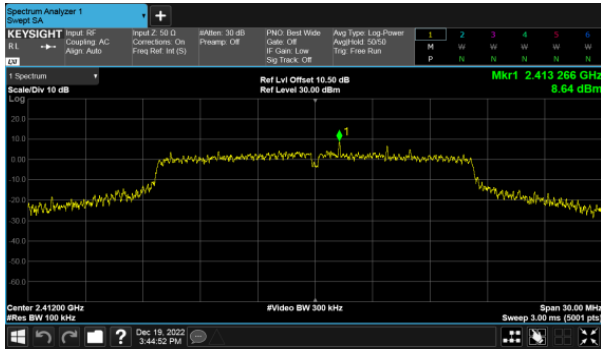 Spectrum Analyzer 1
Swept SA
+
KEYSIGHT
RL
Input: RF
Coupling: AC
Align: Auto
Input Z: 50 Ω
Corrections: On
Freq Ref: Int (S)
#Atten: 30 dB
Preamp: Off
PNO: Best Wide
Gate: Off
IF Gain: Low
Sig Track: Off
Avg Type: Log-Power
Avg|Hold: 50/50
Trig: Free Run
1 2 3 4 5 6
M W W W W W
P N N N N N
1 Spectrum
Scale/Div 10 dB
Log
Ref Lvl Offset 10.50 dB
Ref Level 30.00 dBm
Mkr1 2.413 266 GHz
8.64 dBm
1
20.0
10.0
0.00
-10.0
-20.0
-30.0
-40.0
-50.0
-60.0
Center 2.41200 GHz
#Res BW 100 kHz
#Video BW 300 kHz
Span 30.00 MHz
Sweep 3.00 ms (5001 pts)
?
Dec 19, 2022
3:44:52 PM